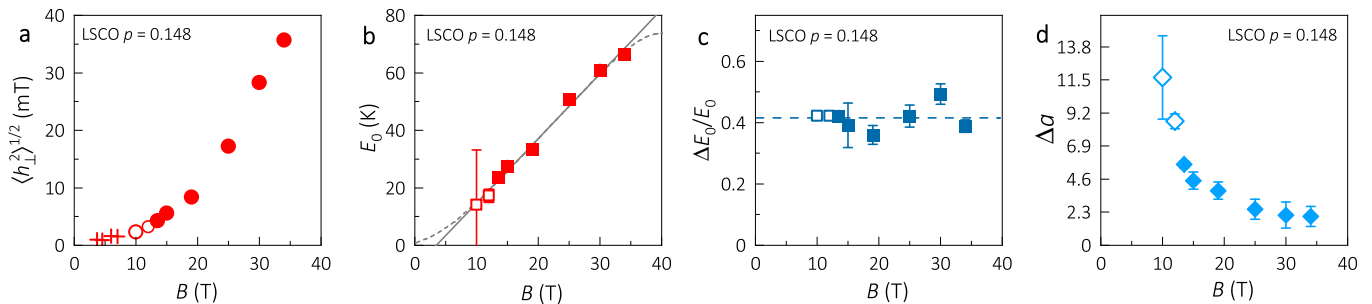 a
LSCO p = 0.148
40
30
20
10
0
⟨h⊥²⟩¹ᐟ² (mT)
0 10 20 30 40
B (T)
b
LSCO p = 0.148
80
60
40
20
0
E₀ (K)
0 10 20 30 40
B (T)
c
LSCO p = 0.148
0.6
0.4
0.2
0
ΔE₀/E₀
0 10 20 30 40
B (T)
d
LSCO p = 0.148
13.8
11.5
9.2
6.9
4.6
2.3
0
Δa
0 10 20 30 40
B (T)